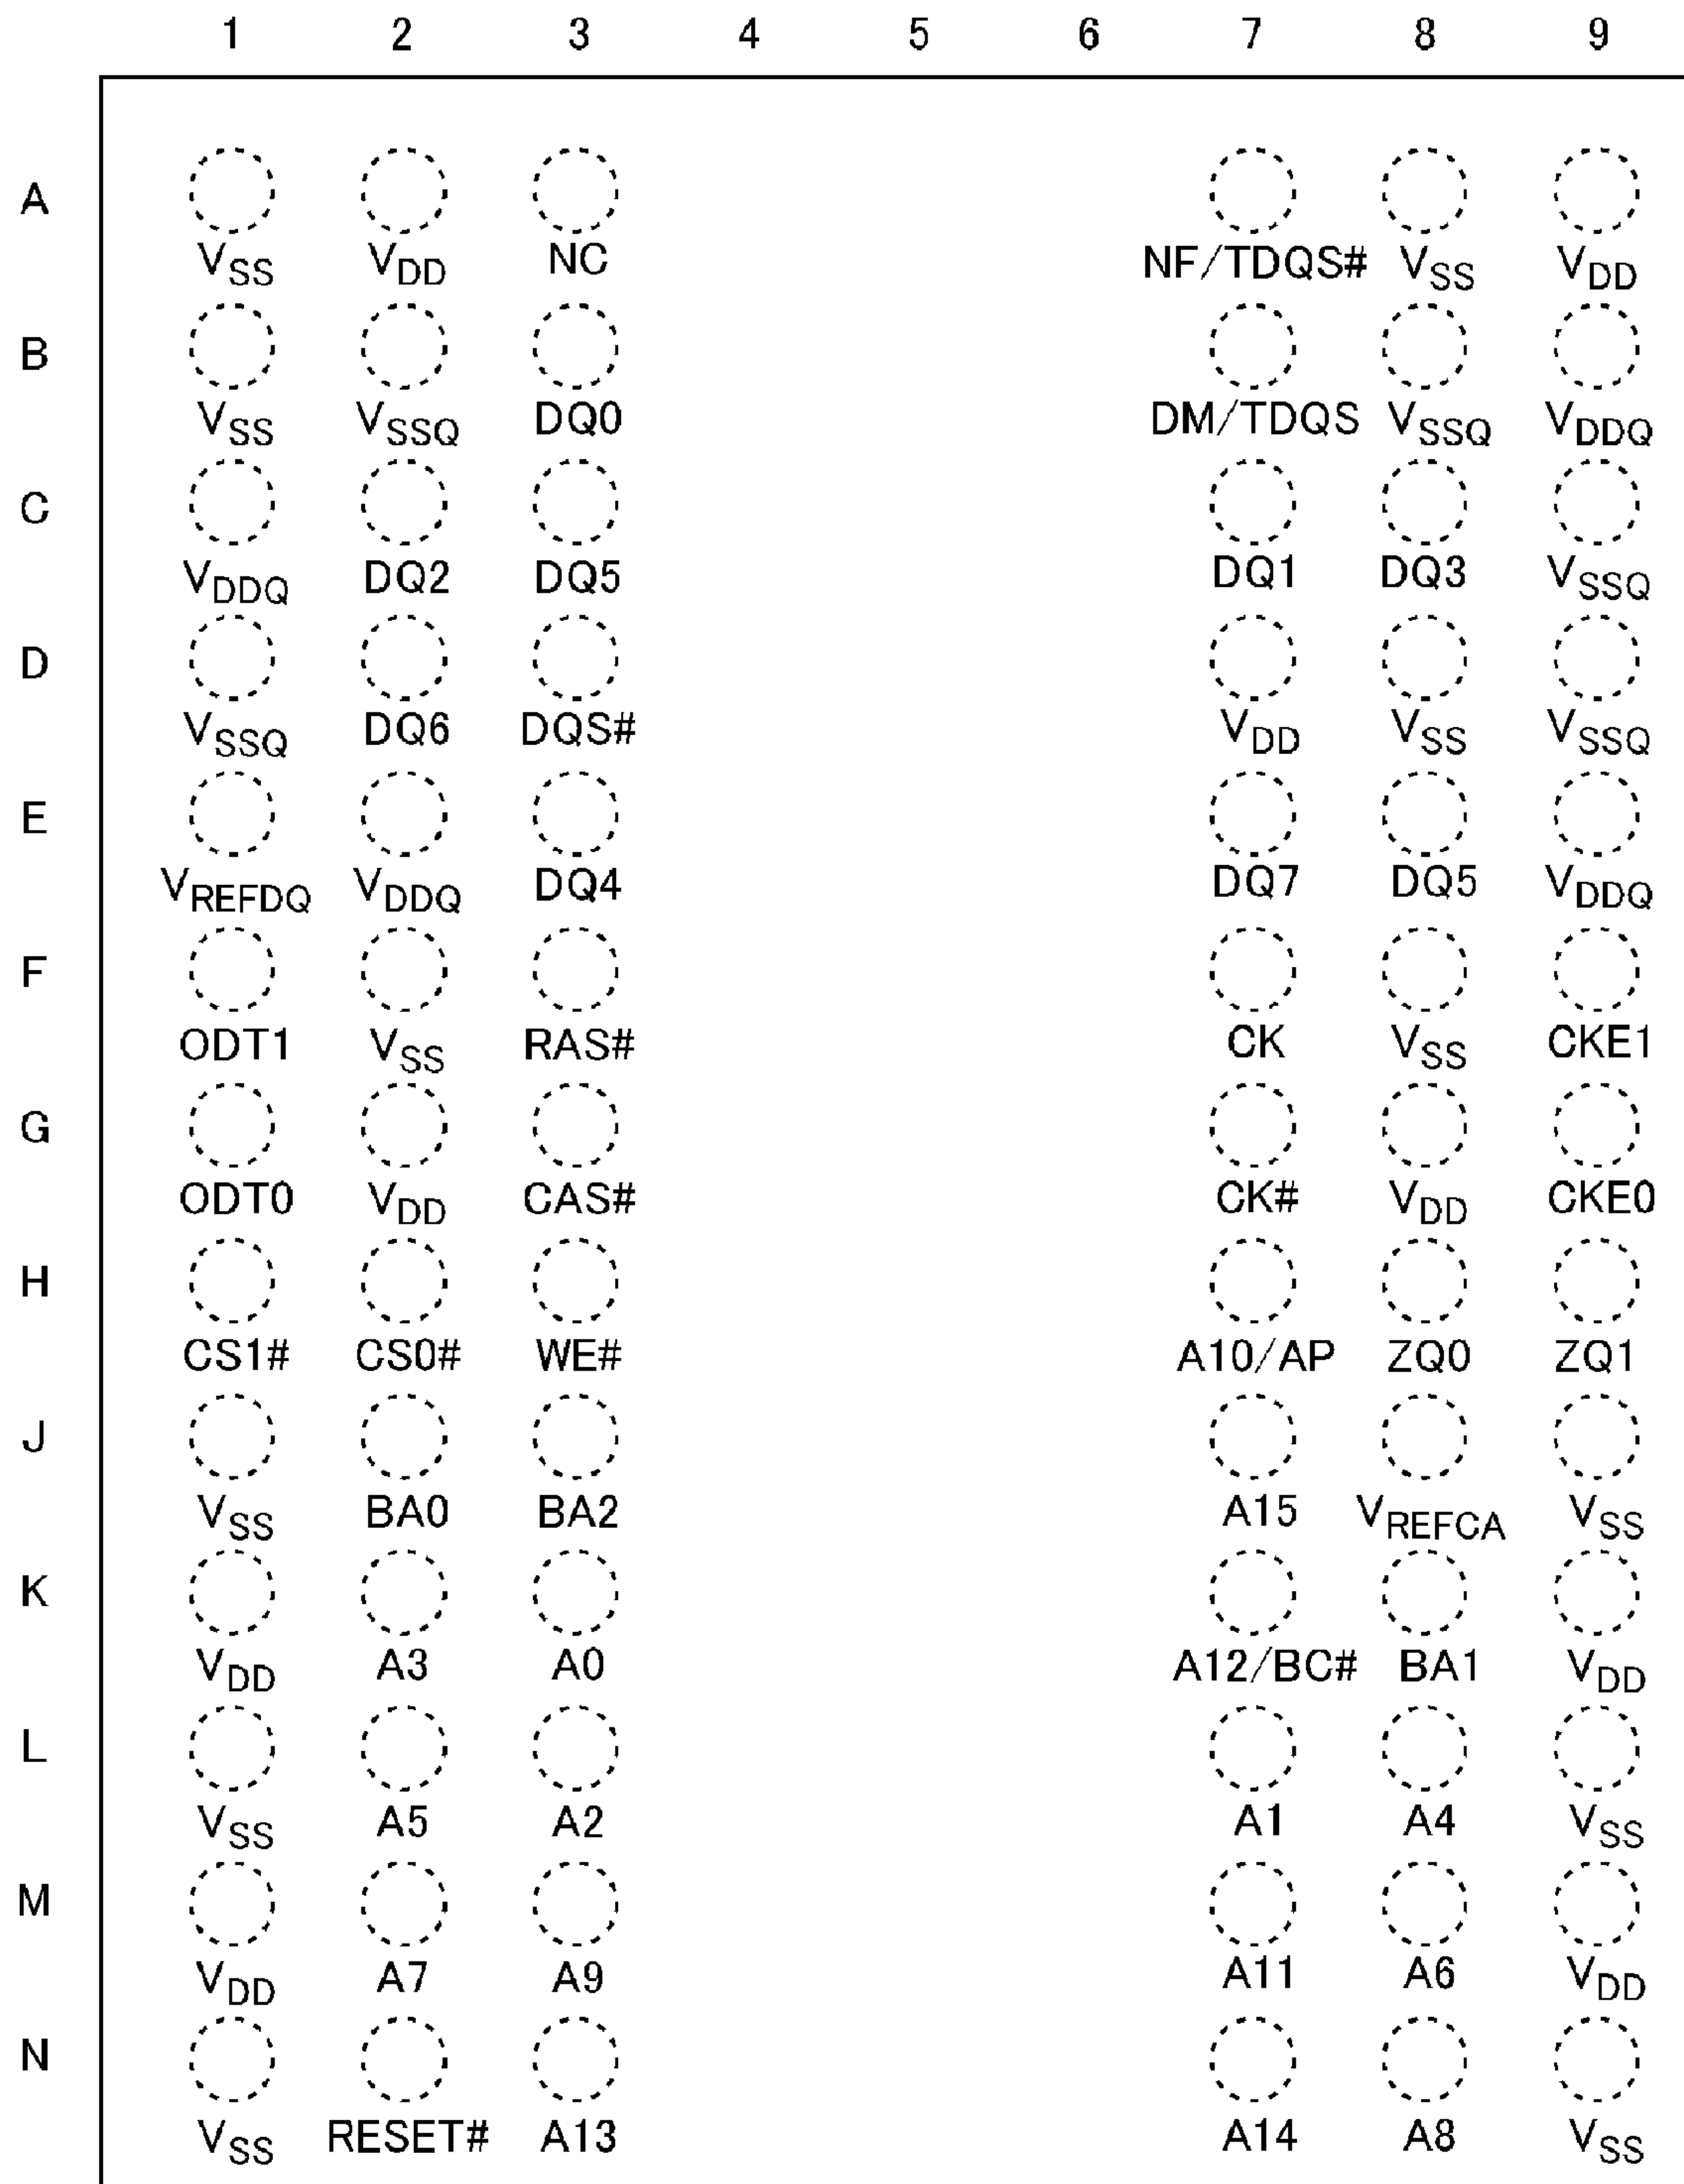 1 2 3 4 5 6 7 8 9
A
VSS VDD NC NF/TDQS# VSS VDD
B
VSS VSSQ DQ0 DM/TDQS VSSQ VDDQ
C
VDDQ DQ2 DQ5 DQ1 DQ3 VSSQ
D
VSSQ DQ6 DQS# VDD VSS VSSQ
E
VREFDQ VDDQ DQ4 DQ7 DQ5 VDDQ
F
ODT1 VSS RAS# CK VSS CKE1
G
ODT0 VDD CAS# CK# VDD CKE0
H
CS1# CS0# WE# A10/AP ZQ0 ZQ1
J
VSS BA0 BA2 A15 VREFCA VSS
K
VDD A3 A0 A12/BC# BA1 VDD
L
VSS A5 A2 A1 A4 VSS
M
VDD A7 A9 A11 A6 VDD
N
VSS RESET# A13 A14 A8 VSS